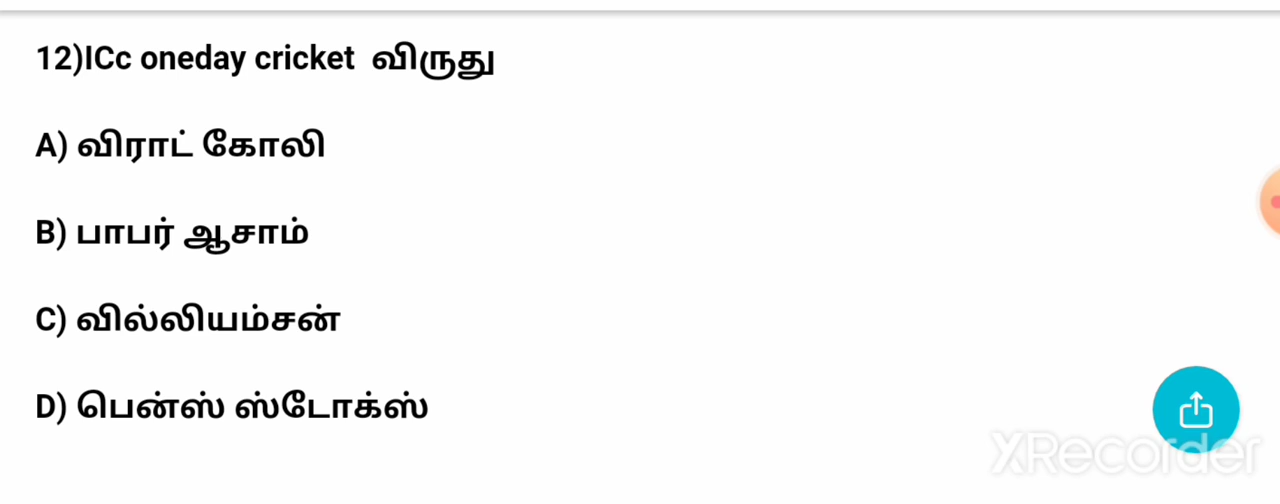 12)ICc oneday cricket விருது
A) விராட் கோலி
B) பாபர் ஆசாம்
C) வில்லியம்சன்
D) பென்ஸ் ஸ்டோக்ஸ்
XRecorder